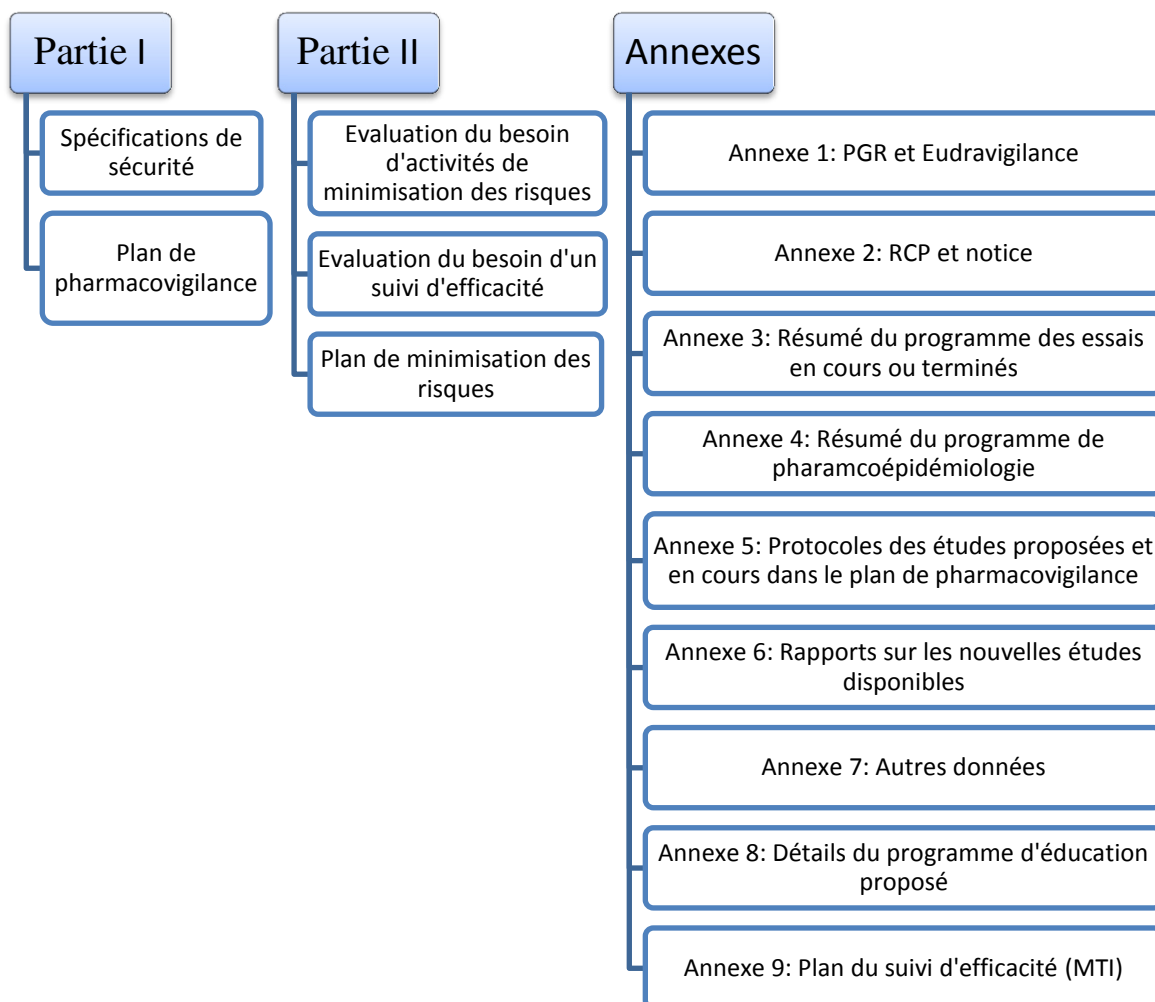 Partie I
Spécifications de
sécurité
Plan de
pharmacovigilance
Partie II
Evaluation du besoin
d'activités de
minimisation des risques
Evaluation du besoin d'un
suivi d'efficacité
Plan de minimisation des
risques
Annexes
Annexe 1: PGR et Eudravigilance
Annexe 2: RCP et notice
Annexe 3: Résumé du programme des essais
en cours ou terminés
Annexe 4: Résumé du programme de
pharamcoépidémiologie
Annexe 5: Protocoles des études proposées et
en cours dans le plan de pharmacovigilance
Annexe 6: Rapports sur les nouvelles études
disponibles
Annexe 7: Autres données
Annexe 8: Détails du programme d'éducation
proposé
Annexe 9: Plan du suivi d'efficacité (MTI)